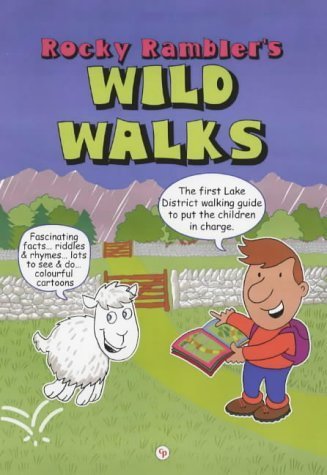 Rocky Rambler's
WILD
WALKS
The first Lake
District walking guide
to put the children
in charge.
Fascinating
facts... riddles
& rhymes... lots
to see & do...
colourful
cartoons
CP